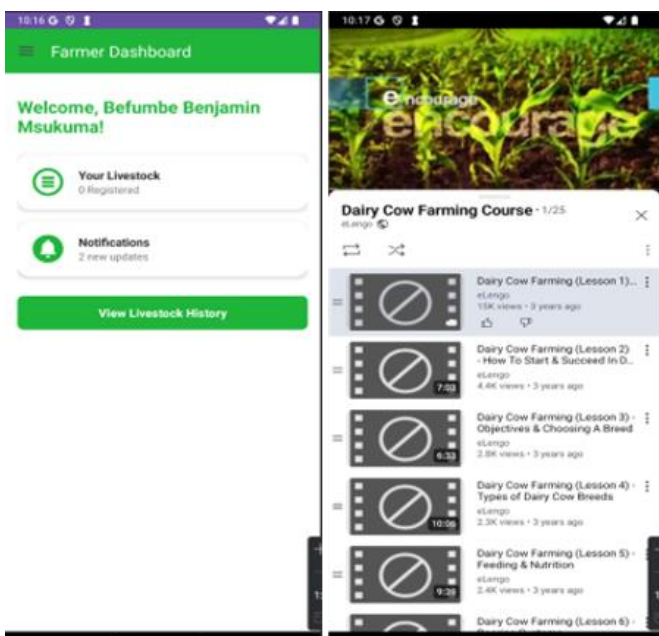 10:16 G
Farmer Dashboard
Welcome, Befumbe Benjamin
Msukuma!
Your Livestock
0 Registered
Notifications
2 new updates
View Livestock History
10:17 G
encourage
encourage
Dairy Cow Farming Course · 1/25
eLengo
Dairy Cow Farming (Lesson 1)...
eLengo
15K views • 3 years ago
Dairy Cow Farming (Lesson 2)
- How To Start & Succeed In D...
eLengo
4.4K views • 3 years ago
7:03
Dairy Cow Farming (Lesson 3) -
Objectives & Choosing A Breed
eLengo
2.8K views • 3 years ago
6:33
Dairy Cow Farming (Lesson 4) -
Types of Dairy Cow Breeds
eLengo
2.3K views • 3 years ago
10:06
Dairy Cow Farming (Lesson 5) -
Feeding & Nutrition
eLengo
2.4K views • 3 years ago
9:39
Dairy Cow Farming (Lesson 6) -